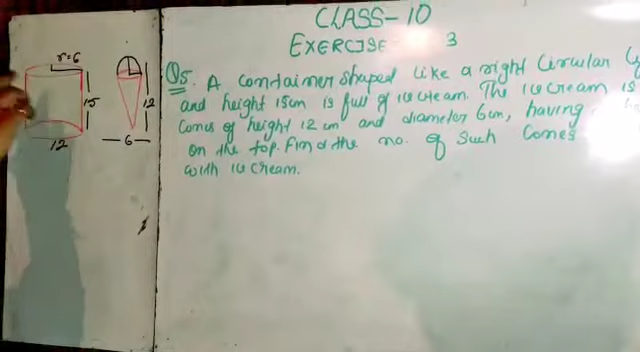 CLASS-10
EXERCISE 3
Q5. A container shaped like a right Circular Cy
and height 15cm is full of ice cream. The ice cream is
Cones of height 12 cm and diameter 6cm, having
on the top. Find the no. of Such Cones
with ice cream.
r=6
15
12
12
6